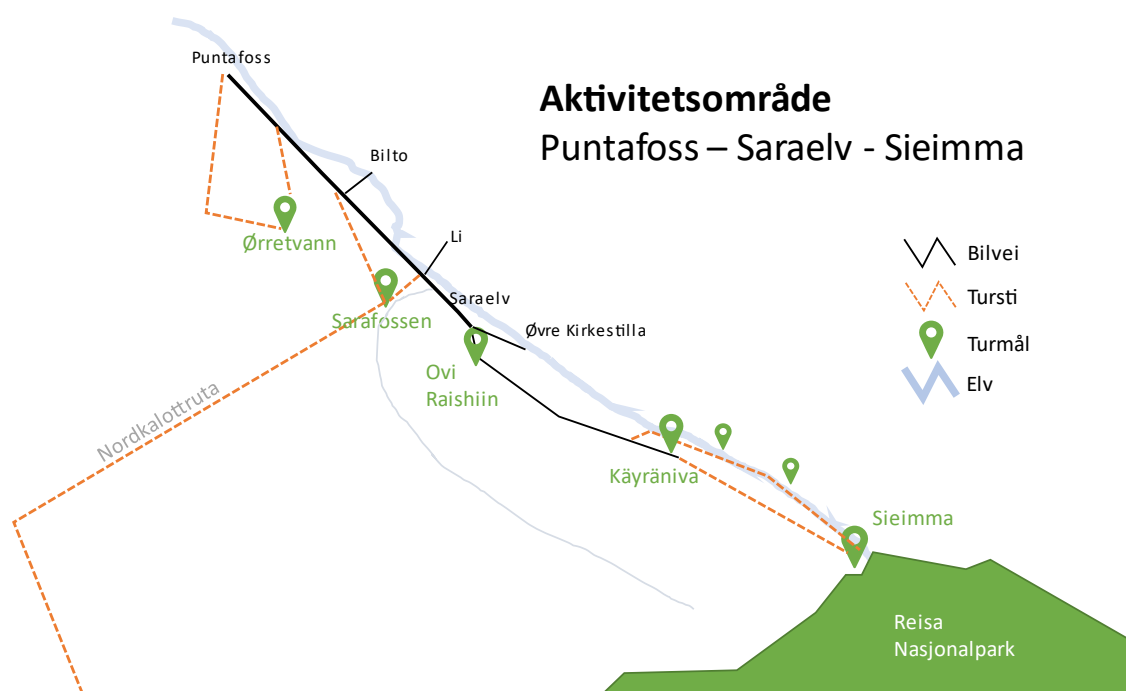 Puntafoss
Aktivitetsområde
Puntafoss – Saraelv - Sieimma
Bilto
Li
Ørretvann
Bilvei
Tursti
Turmål
Elv
Saraelv
Sarafossen
Øvre Kirkestilla
Ovi
Raishiin
Nordkalottruta
Käyräniva
Sieimma
Reisa
Nasjonalpark